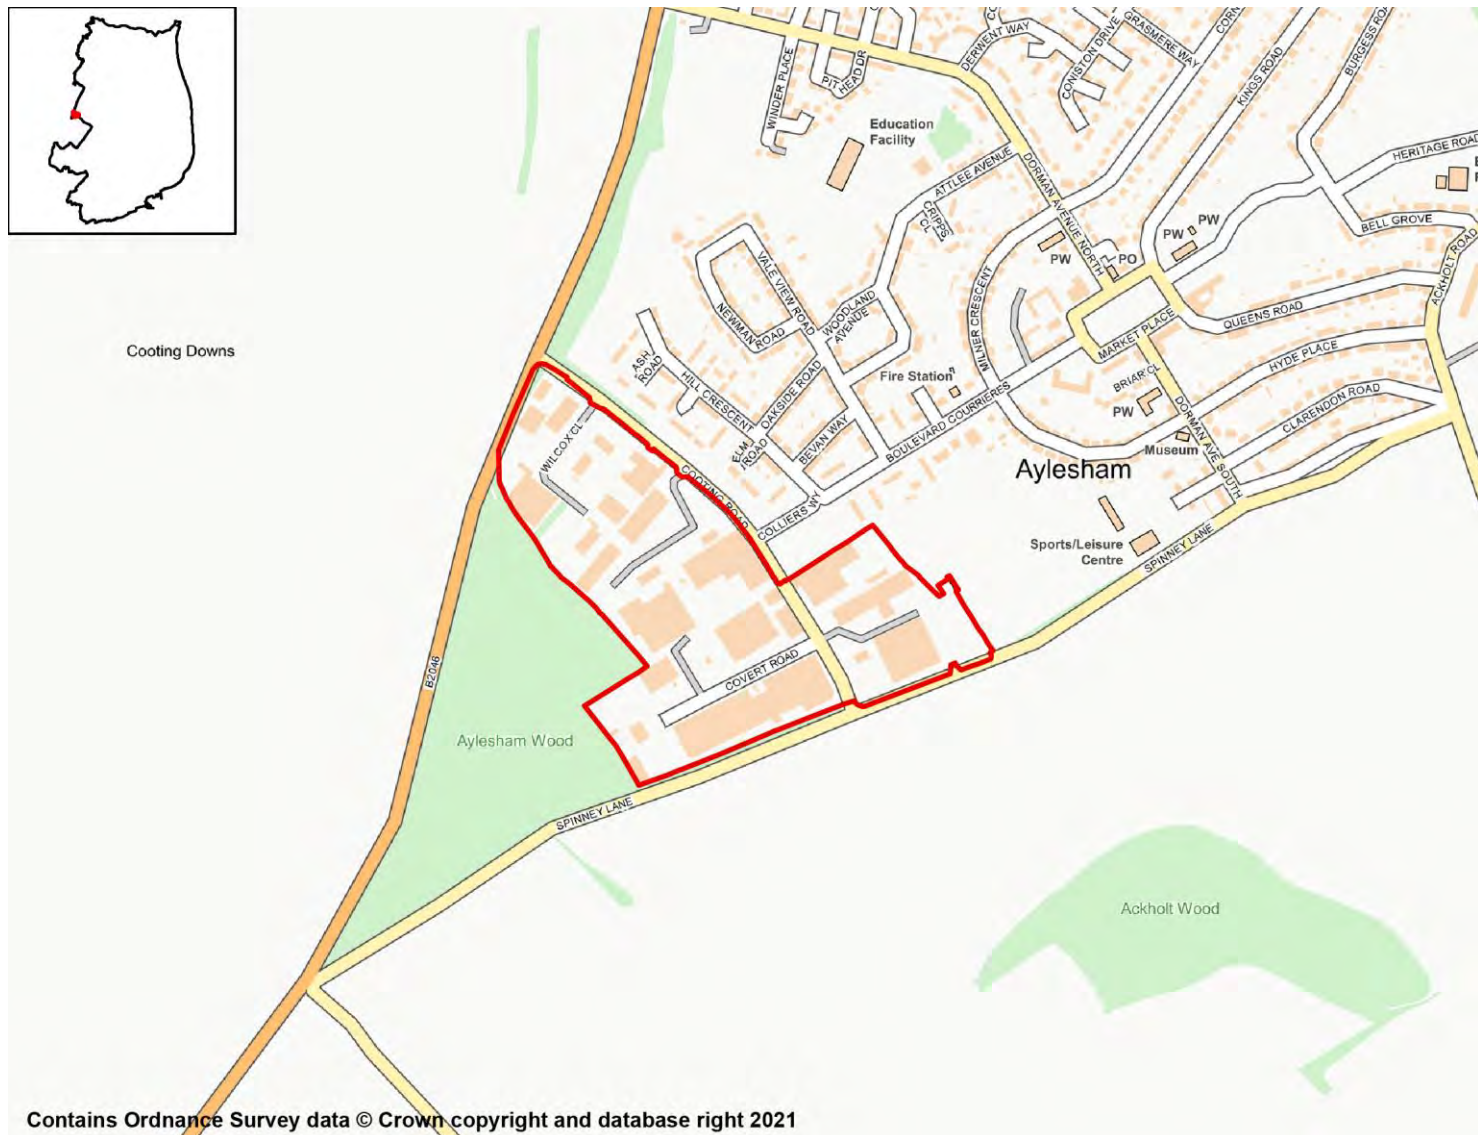 WINDER PLACE
PIT
HEAD DR
DERWENT WAY
CONISTON DRIVE
GRASMERE WAY
KINGS ROAD
Education
Facility
ATTLEE AVENUE
DORMAN AVENUE NORTH
HERITAGE ROAD
CRIPPS
CL
PW
PW
PW
PO
BELL GROVE
ACKHOLT ROAD
VALE VIEW ROAD
NEWMAN ROAD
WOODLAND
AVENUE
MILNER CRESCENT
QUEENS ROAD
MARKET PLACE
HYDE PLACE
Cooting Downs
ASH
ROAD
HILL CRESCENT
OAKSIDE ROAD
Fire Station
BRIAR CL
CLARENDON ROAD
PW
DORMAN AVE SOUTH
BOULEVARD COURRIERES
BEVAN WAY
ELM
ROAD
WILCOX CL
Museum
Aylesham
COOTING ROAD
COLLIERS WY
Sports/Leisure
Centre
SPINNEY LANE
B2046
COVERT ROAD
Aylesham Wood
SPINNEY LANE
Ackholt Wood
Contains Ordnance Survey data © Crown copyright and database right 2021